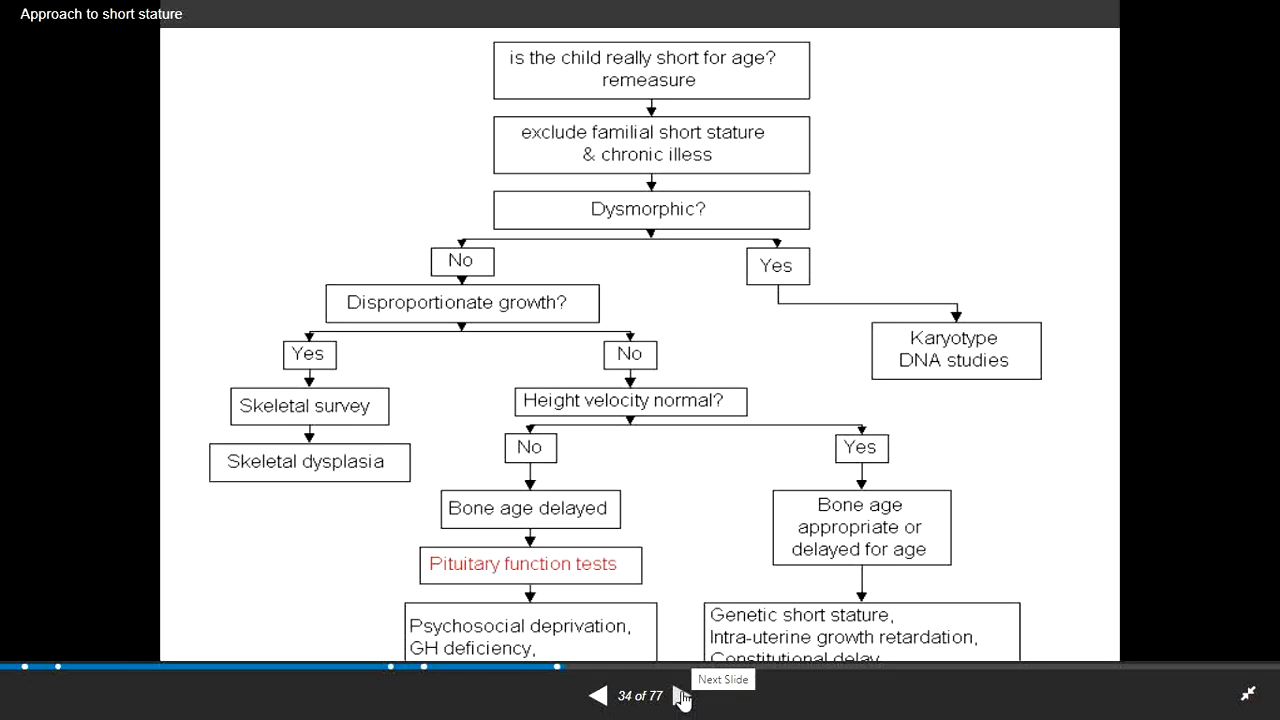 Approach to short stature
is the child really short for age?
remeasure
exclude familial short stature
& chronic illess
Dysmorphic?
No
Yes
Disproportionate growth?
Karyotype
DNA studies
Yes
No
Skeletal survey
Height velocity normal?
Skeletal dysplasia
No
Yes
Bone age delayed
Bone age
appropriate or
delayed for age
Pituitary function tests
Psychosocial deprivation,
GH deficiency,
Genetic short stature,
Intra-uterine growth retardation,
Constitutional delay
Next Slide
34 of 77